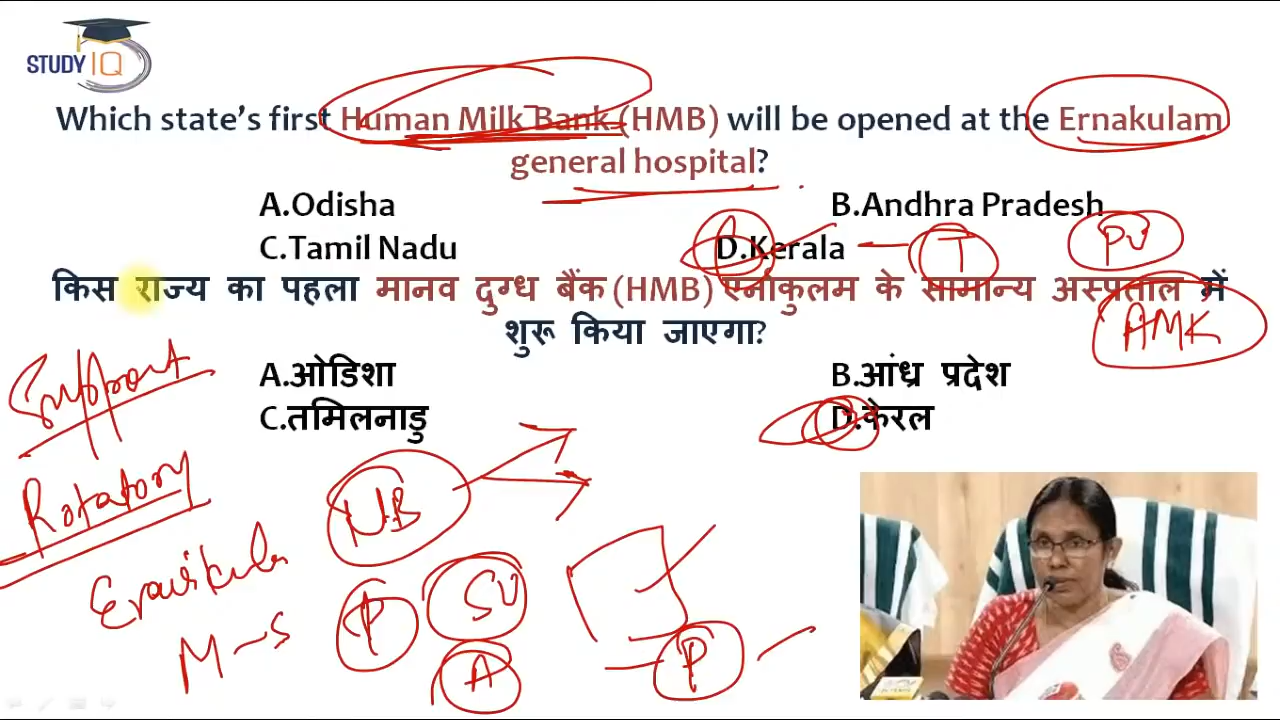 STUDY IQ
Which state's first Human Milk Bank (HMB) will be opened at the Ernakulam
general hospital?
A.Odisha B.Andhra Pradesh
C.Tamil Nadu D.Kerala T PV
किस राज्य का पहला मानव दुग्ध बैंक (HMB) एर्नाकुलम के सामान्य अस्पताल में
AMK
शुरू किया जाएगा?
A.ओडिशा B.आंध्र प्रदेश
C.तमिलनाडु D.केरल
Support
Rotatory
NB
Eravikula
P SV
M-S
A P